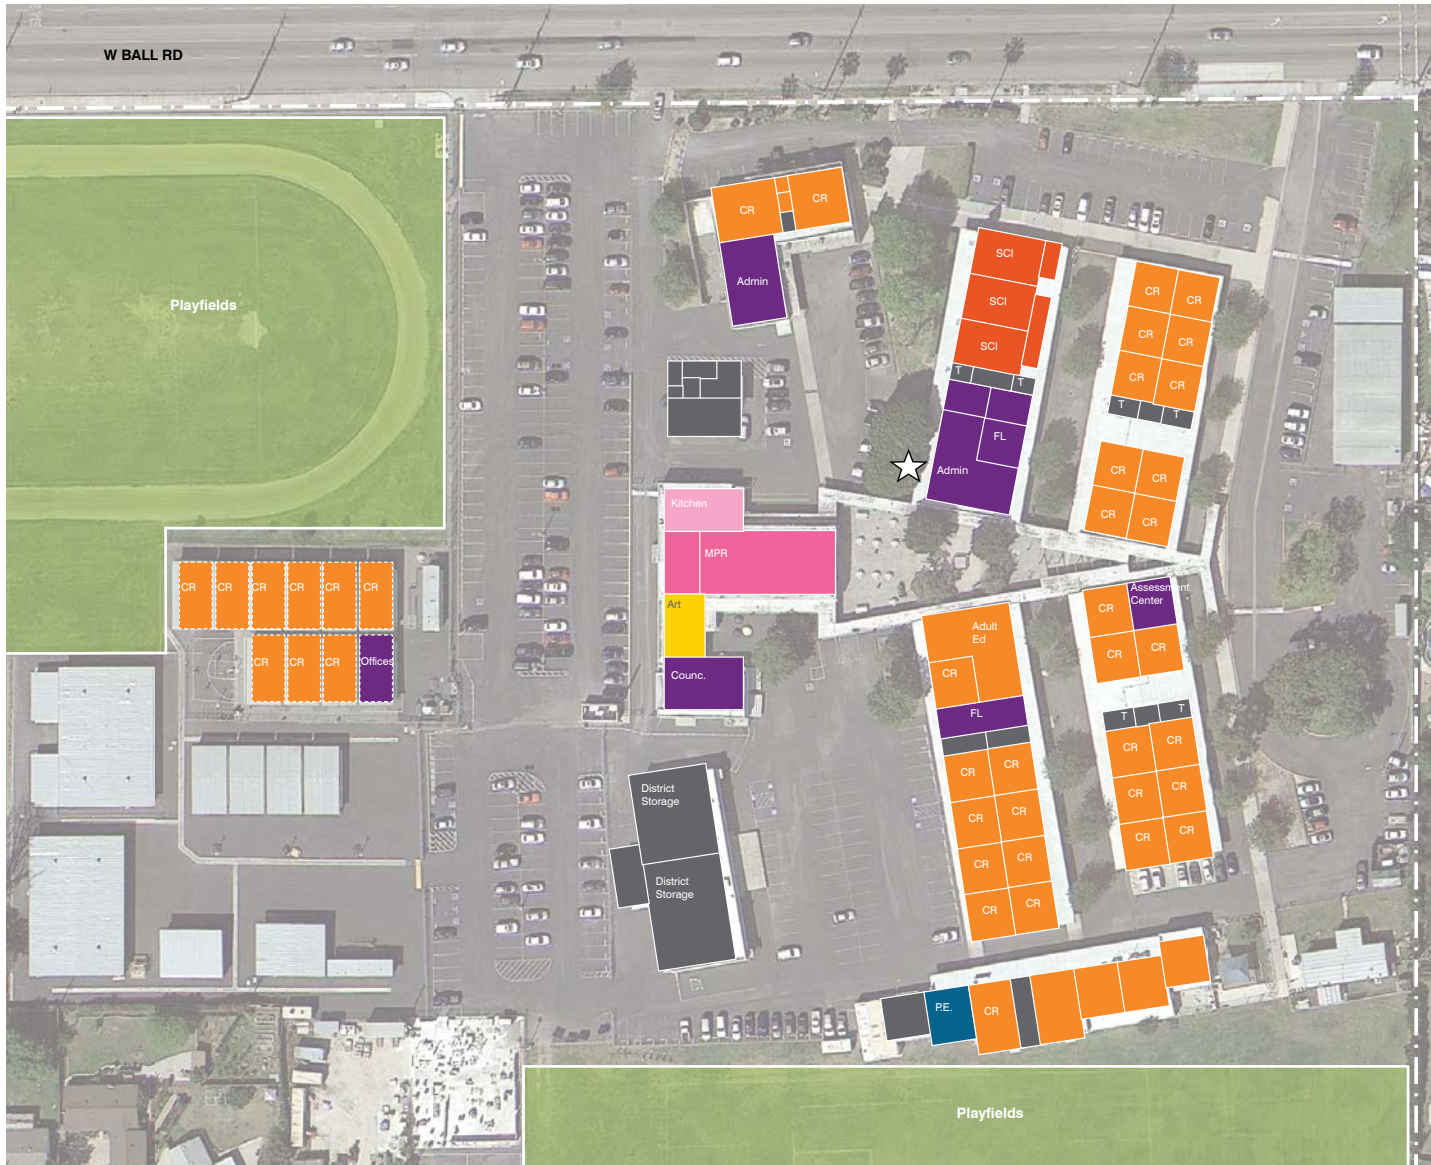 W BALL RD
CR
CR
Admin
Playfields
SCI
SCI
SCI
T
T
FL
Admin
CR
CR
CR
CR
CR
CR
T
T
CR
CR
CR
CR
Kitchen
MPR
Art
Counc.
CR
CR
CR
CR
CR
CR
CR
CR
CR
Offices
Adult
Ed
CR
FL
CR
CR
CR
CR
CR
CR
CR
CR
CR
Assessment
Center
CR
CR
T
T
CR
CR
CR
CR
CR
CR
District
Storage
District
Storage
P.E.
CR
Playfields